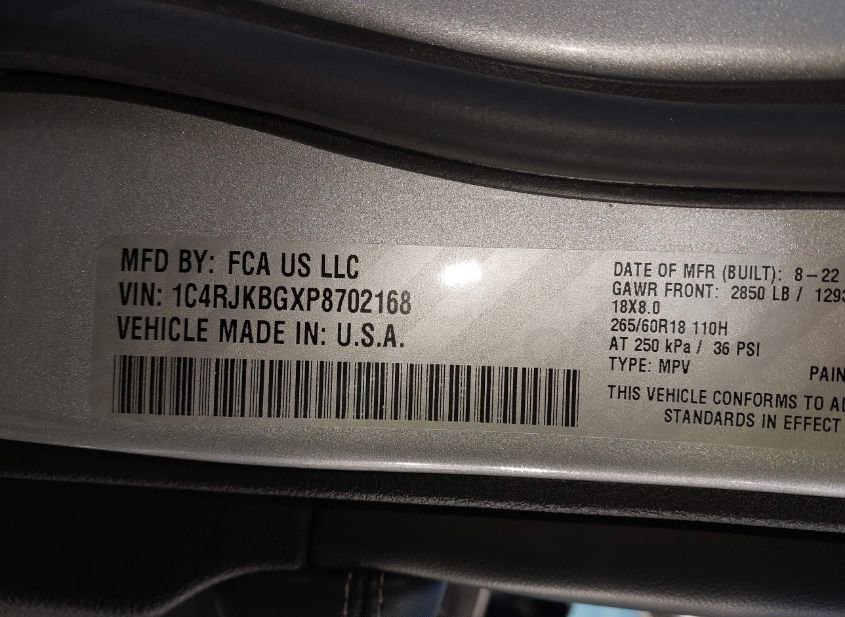 MFD BY: FCA US LLC
VIN: 1C4RJKBGXP8702168
VEHICLE MADE IN: U.S.A.
DATE OF MFR (BUILT): 8-22
GAWR FRONT: 2850 LB / 1293
18X8.0
265/60R18 110H
AT 250 kPa / 36 PSI
TYPE: MPV
PAIN
THIS VEHICLE CONFORMS TO
STANDARDS IN EFFECT